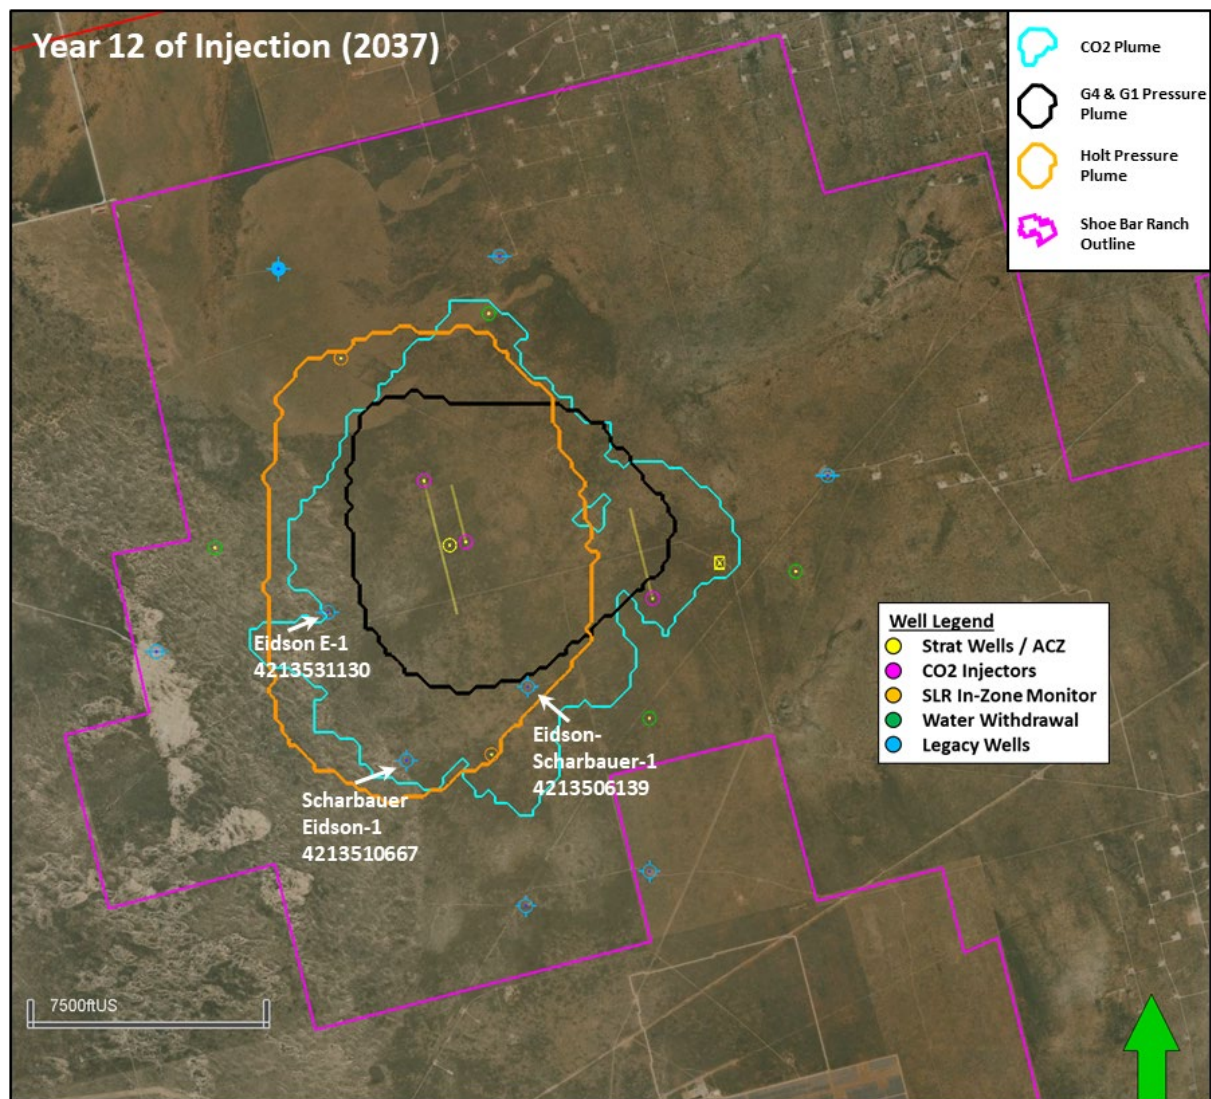 Year 12 of Injection (2037)
CO2 Plume
G4 & G1 Pressure
Plume
Holt Pressure
Plume
Shoe Bar Ranch
Outline
Eidson E-1
4213531130
Eidson-
Scharbauer-1
4213506139
Scharbauer
Eidson-1
4213510667
Well Legend
Strat Wells / ACZ
CO2 Injectors
SLR In-Zone Monitor
Water Withdrawal
Legacy Wells
7500ftUS